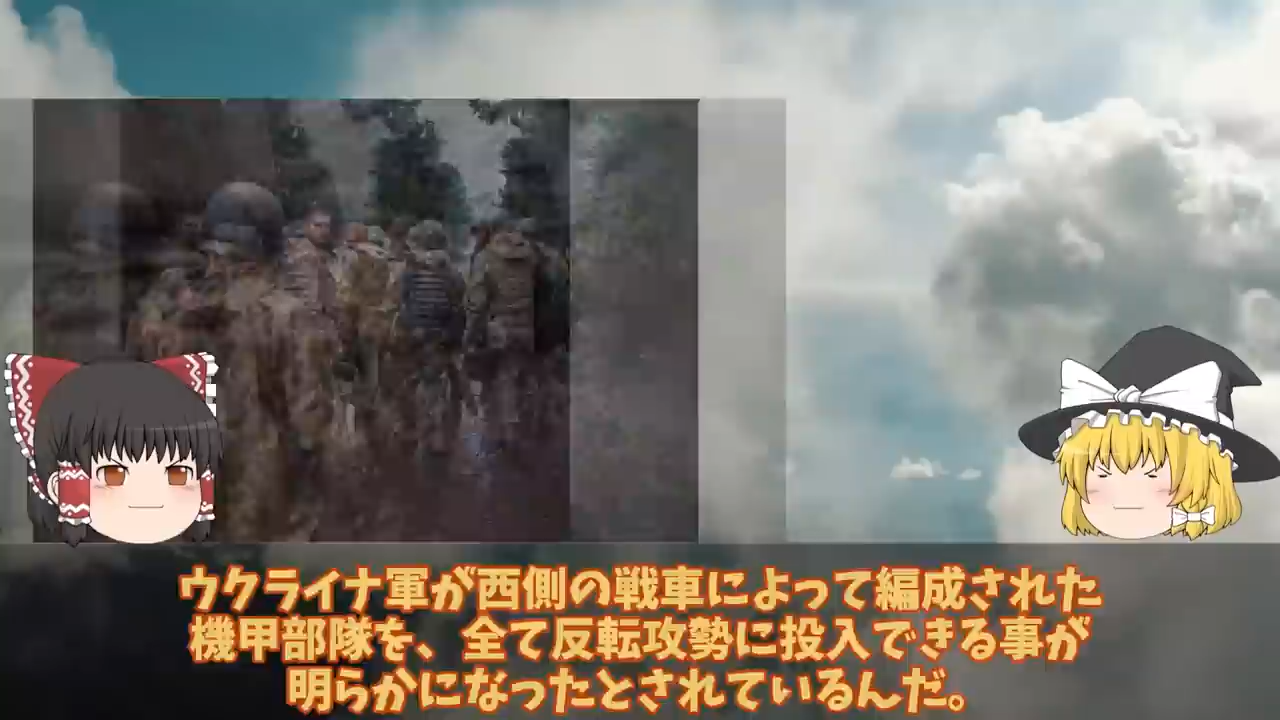 ウクライナ軍が西側の戦車によって編成された
機甲部隊を、全て反転攻勢に投入できる事が
明らかになったとされているんだ。